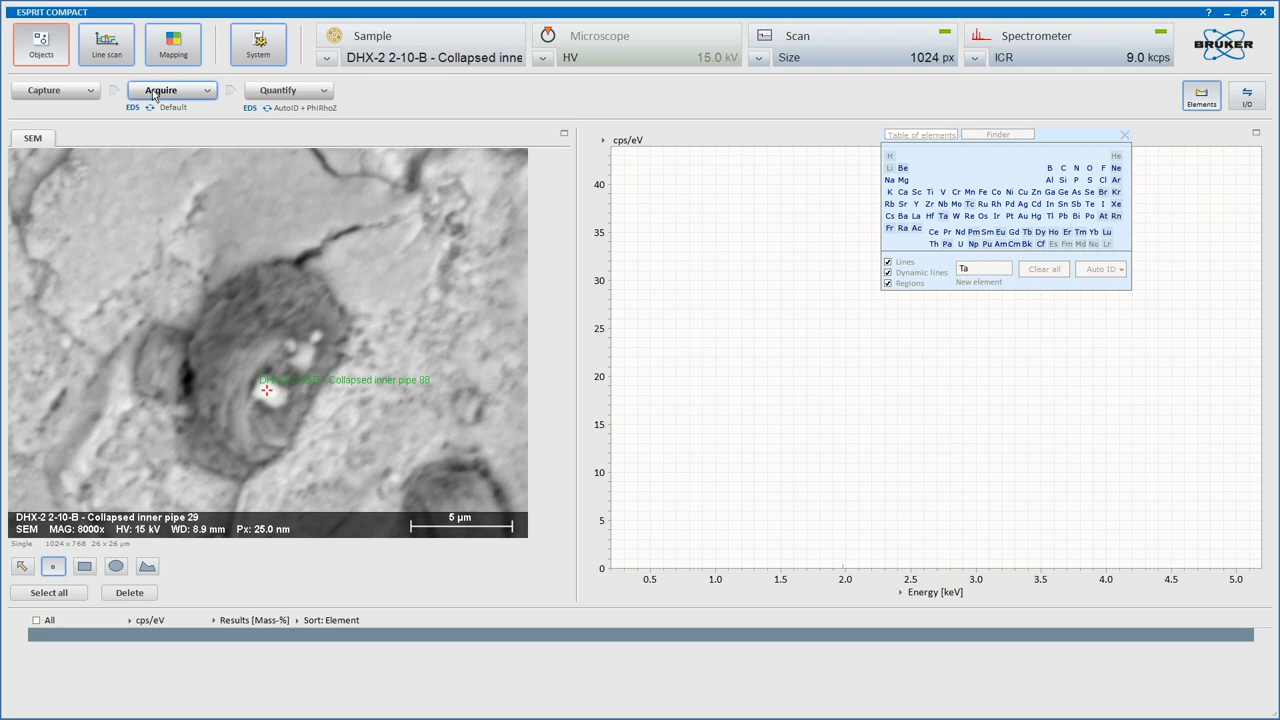 ESPRIT COMPACT
?
Objects
Line scan
Mapping
System
Sample
DHX-2 2-10-B - Collapsed inne
Microscope
HV 15.0 kV
Scan
Size 1024 px
Spectrometer
ICR 9.0 kcps
BRUKER
Capture
Acquire
Quantify
EDS Default
EDS AutoID + PhiRhoZ
Elements
I/O
SEM
cps/eV
Table of elements Finder
H He
Li Be B C N O F Ne
Na Mg Al Si P S Cl Ar
K Ca Sc Ti V Cr Mn Fe Co Ni Cu Zn Ga Ge As Se Br Kr
Rb Sr Y Zr Nb Mo Tc Ru Rh Pd Ag Cd In Sn Sb Te I Xe
Cs Ba La Hf Ta W Re Os Ir Pt Au Hg Tl Pb Bi Po At Rn
Fr Ra Ac Ce Pr Nd Pm Sm Eu Gd Tb Dy Ho Er Tm Yb Lu
Th Pa U Np Pu Am Cm Bk Cf Es Fm Md No Lr
Lines
Dynamic lines
Regions
Ta
New element
Clear all
Auto ID
40
35
30
25
20
15
10
5
0
0.5 1.0 1.5 2.0 2.5 3.0 3.5 4.0 4.5 5.0
Energy [keV]
- Collapsed inner pipe 88
DHX-2 2-10-B - Collapsed inner pipe 29
SEM MAG: 8000x HV: 15 kV WD: 8.9 mm Px: 25.0 nm
5 µm
Single 1024 x 768 26 x 26 µm
Select all
Delete
All cps/eV Results [Mass-%] Sort: Element